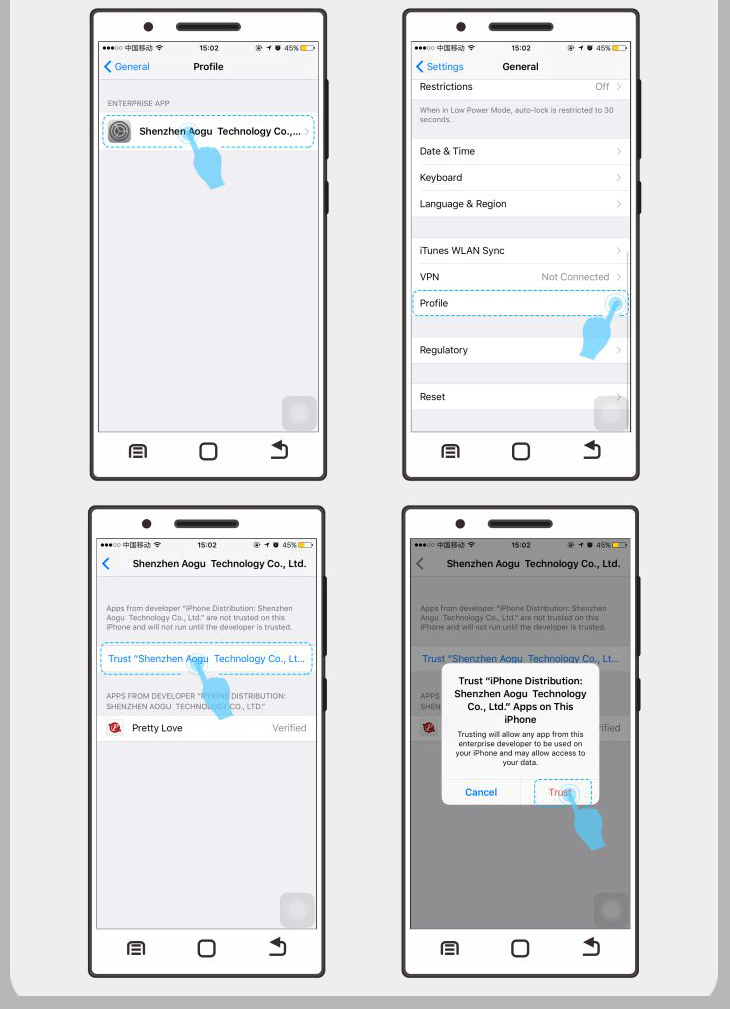 ●●●○○ 中国移动 15:02 45%
General Profile
ENTERPRISE APP
Shenzhen Aogu Technology Co.,...
●●●○○ 中国移动 15:02 45%
Settings General
Restrictions Off
When in Low Power Mode, auto-lock is restricted to 30
seconds.
Date & Time
Keyboard
Language & Region
iTunes WLAN Sync
VPN Not Connected
Profile
Regulatory
Reset
●●●○○ 中国移动 15:02 45%
Shenzhen Aogu Technology Co., Ltd.
Apps from developer “iPhone Distribution: Shenzhen
Aogu Technology Co., Ltd.” are not trusted on this
iPhone and will not run until the developer is trusted.
Trust “Shenzhen Aogu Technology Co., Lt...
APPS FROM DEVELOPER “IPHONE DISTRIBUTION:
SHENZHEN AOGU TECHNOLOGY CO., LTD.”
Pretty Love Verified
●●●○○ 中国移动 15:02 45%
Shenzhen Aogu Technology Co., Ltd.
Apps from developer “iPhone Distribution: Shenzhen
Aogu Technology Co., Ltd.” are not trusted on this
iPhone and will not run until the developer is trusted.
Trust “Shenzhen Aogu Technology Co., Lt...
Trust “iPhone Distribution:
Shenzhen Aogu Technology
Co., Ltd.” Apps on This
iPhone
Trusting will allow any app from this
enterprise developer to be used on
your iPhone and may allow access to
your data.
Cancel Trust